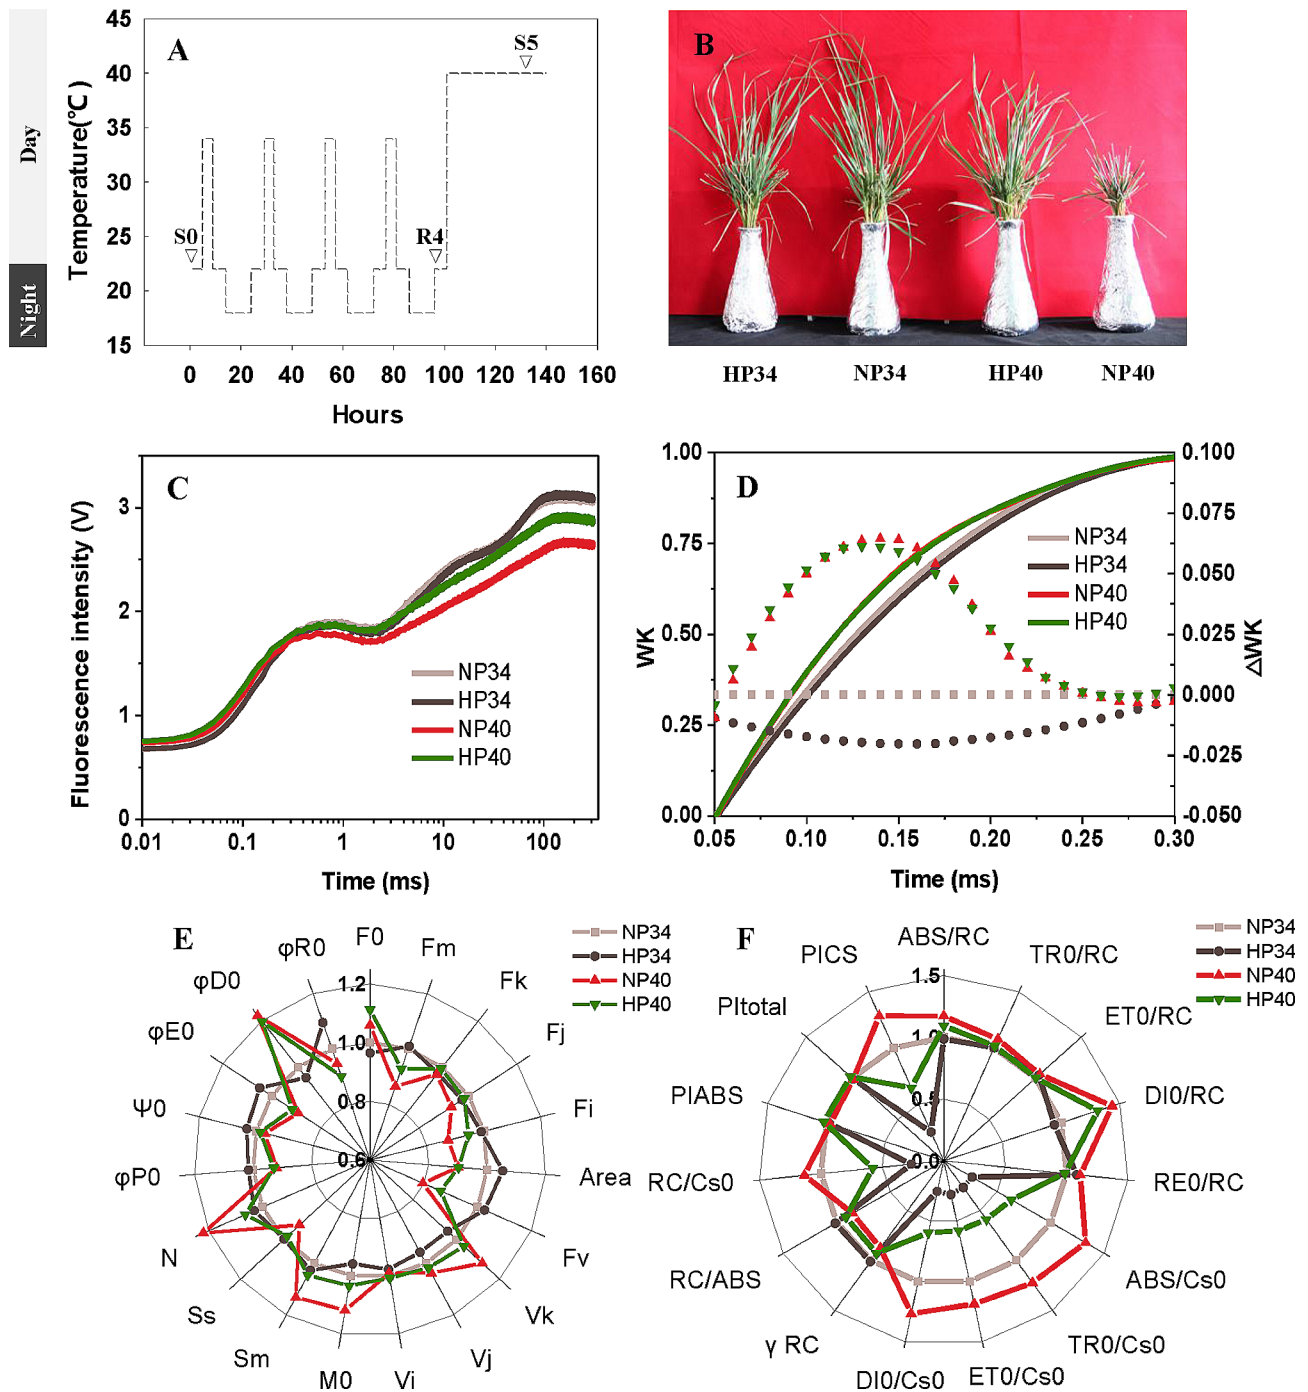 A
45
40
35
30
25
20
15
Temperature(℃)
Day
Night
S0
R4
S5
0 20 40 60 80 100 120 140 160
Hours
B
HP34 NP34 HP40 NP40
C
Fluorescence intensity (V)
3
2
1
0
NP34
HP34
NP40
HP40
0.01 0.1 1 10 100
Time (ms)
D
WK
1.00
0.75
0.50
0.25
0.00
NP34
HP34
NP40
HP40
0.100
0.075
0.050
0.025
0.000
-0.025
-0.050
ΔWK
0.05 0.10 0.15 0.20 0.25 0.30
Time (ms)
E
NP34
HP34
NP40
HP40
F0
Fm
Fk
Fj
Fi
Area
Fv
Vk
Vj
Vi
M0
Sm
Ss
N
φP0
Ψ0
φE0
φD0
φR0
1.2
1.0
0.8
0.6
F
NP34
HP34
NP40
HP40
ABS/RC
TR0/RC
ET0/RC
DI0/RC
RE0/RC
ABS/Cs0
TR0/Cs0
ET0/Cs0
DI0/Cs0
γ RC
RC/ABS
RC/Cs0
PIABS
PItotal
PICS
1.5
1.0
0.5
0.0